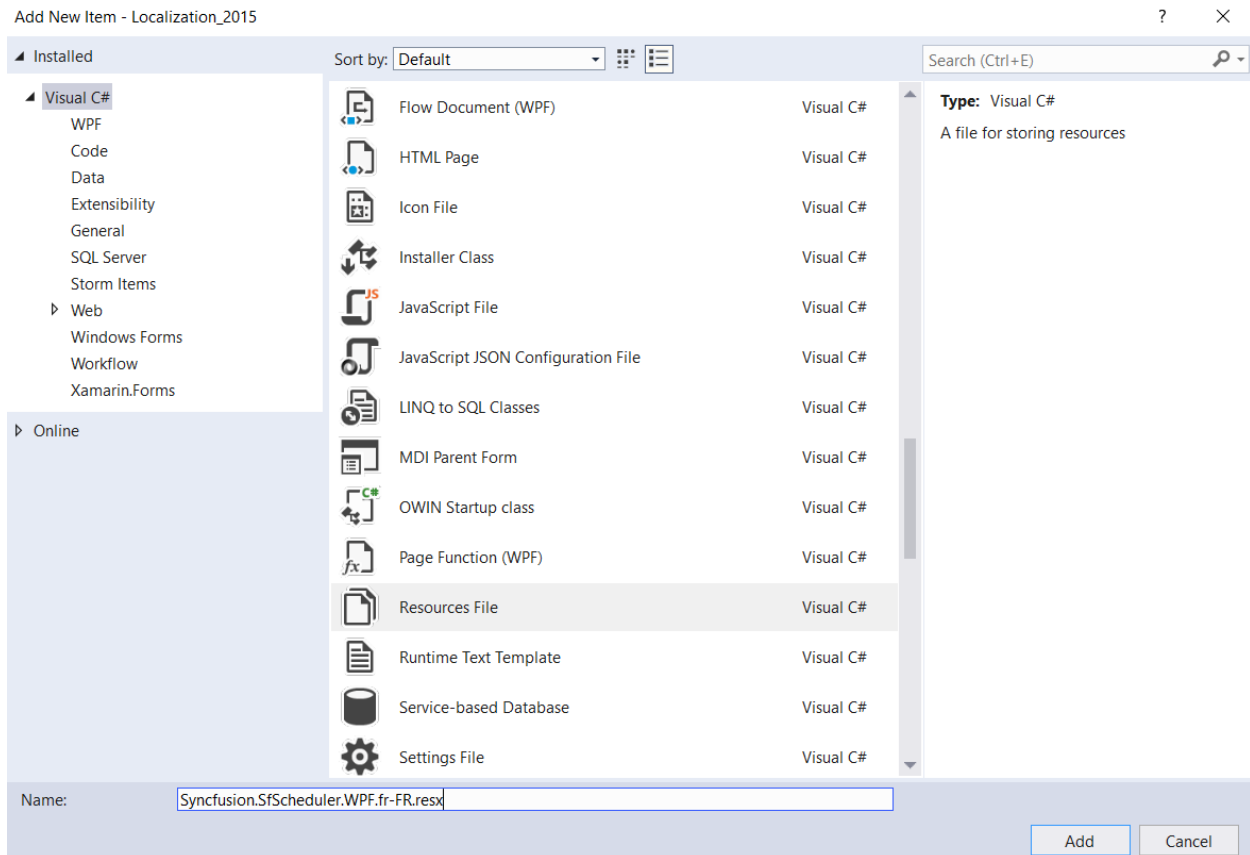 Add New Item - Localization_2015
?
Installed
Sort by: Default
Search (Ctrl+E)
Visual C#
WPF
Code
Data
Extensibility
General
SQL Server
Storm Items
Web
Windows Forms
Workflow
Xamarin.Forms
Online
Flow Document (WPF) Visual C#
HTML Page Visual C#
Icon File Visual C#
Installer Class Visual C#
JS
JavaScript File Visual C#
JavaScript JSON Configuration File Visual C#
LINQ to SQL Classes Visual C#
MDI Parent Form Visual C#
C#
OWIN Startup class Visual C#
fx
Page Function (WPF) Visual C#
Resources File Visual C#
Runtime Text Template Visual C#
Service-based Database Visual C#
Settings File Visual C#
Type: Visual C#
A file for storing resources
Name: Syncfusion.SfScheduler.WPF.fr-FR.resx
Add Cancel